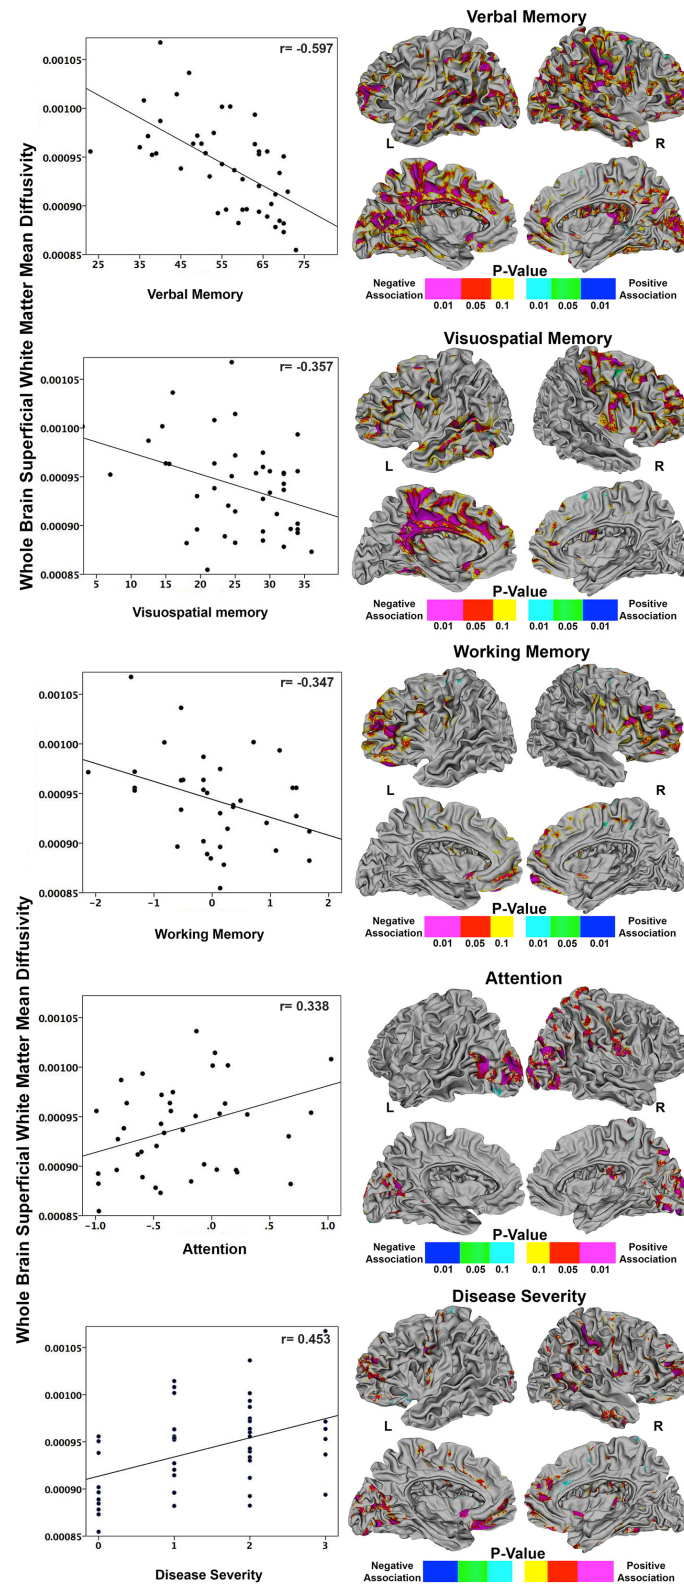 Verbal Memory
r= -0.597
0.00105
0.00100
0.00095
0.00090
0.00085
25 35 45 55 65 75
Verbal Memory
L R
P-Value
Negative Association
Positive Association
0.01 0.05 0.1 0.01 0.05 0.01
Whole Brain Superficial White Matter Mean Diffusivity
Visuospatial Memory
r= -0.357
0.00105
0.00100
0.00095
0.00090
0.00085
5 10 15 20 25 30 35 40
Visuospatial memory
L R
P-Value
Negative Association
Positive Association
0.01 0.05 0.1 0.01 0.05 0.01
Working Memory
r= -0.347
0.00105
0.00100
0.00095
0.00090
0.00085
−2 −1 0 1 2
Working Memory
L R
P-Value
Negative Association
Positive Association
0.01 0.05 0.1 0.01 0.05 0.01
Whole Brain Superficial White Matter Mean Diffusivity
Attention
r= 0.338
0.00105
0.00100
0.00095
0.00090
0.00085
-1.0 -.5 .0 .5 1.0
Attention
L R
P-Value
Negative Association
Positive Association
0.01 0.05 0.1 0.1 0.05 0.01
Disease Severity
r= 0.453
0.00105
0.00100
0.00095
0.00090
0.00085
0 1 2 3
Disease Severity
L R
P-Value
Negative Association
Positive Association